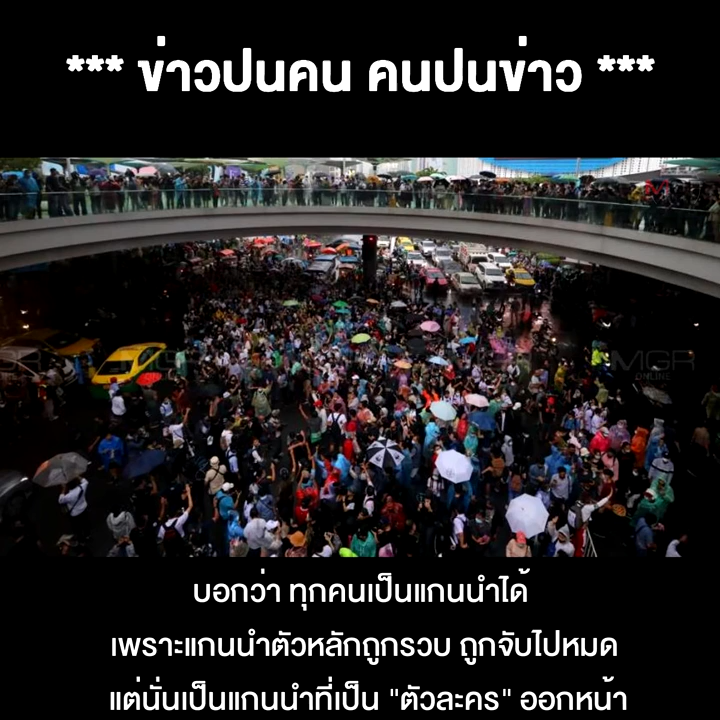 *** ข่าวปนคน คนปนข่าว ***
MGR
ONLINE
บอกว่า ทุกคนเป็นแกนนำได้
เพราะแกนนำตัวหลักถูกรวบ ถูกจับไปหมด
แต่นั่นเป็นแกนนำที่เป็น "ตัวละคร" ออกหน้า